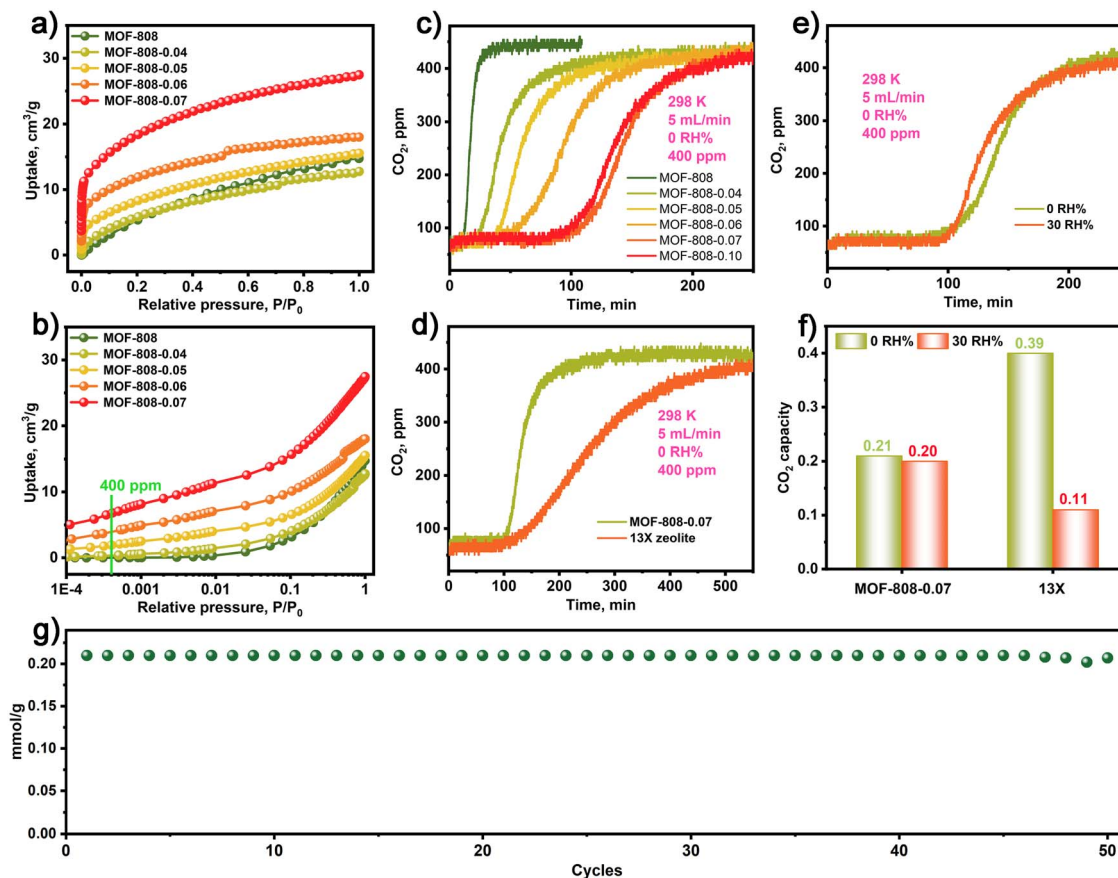 a)
MOF-808
MOF-808-0.04
MOF-808-0.05
MOF-808-0.06
MOF-808-0.07
30
20
10
0
Uptake, cm³/g
0.0 0.2 0.4 0.6 0.8 1.0
Relative pressure, P/P₀
b)
MOF-808
MOF-808-0.04
MOF-808-0.05
MOF-808-0.06
MOF-808-0.07
400 ppm
30
20
10
0
Uptake, cm³/g
1E-4 0.001 0.01 0.10 1
Relative pressure, P/P₀
c)
400
300
200
100
CO₂, ppm
298 K
5 mL/min
0 RH%
400 ppm
MOF-808
MOF-808-0.04
MOF-808-0.05
MOF-808-0.06
MOF-808-0.07
MOF-808-0.10
0 100 200
Time, min
d)
400
300
200
100
CO₂, ppm
298 K
5 mL/min
0 RH%
400 ppm
MOF-808-0.07
13X zeolite
0 100 200 300 400 500
Time, min
e)
400
300
200
100
CO₂, ppm
298 K
5 mL/min
0 RH%
400 ppm
0 RH%
30 RH%
0 100 200
Time, min
f)
0 RH% 30 RH%
0.4
0.2
0.0
CO₂ capacity
0.21
0.20
0.39
0.11
MOF-808-0.07 13X
g)
0.20
0.15
0.10
0.05
0.00
mmol/g
0 10 20 30 40 50
Cycles